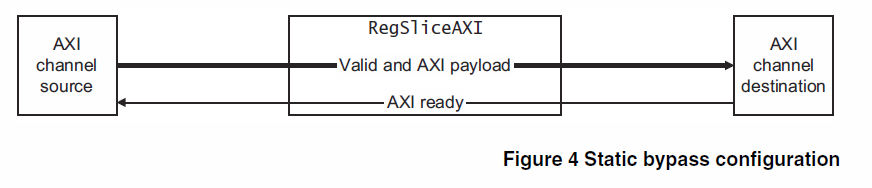 RegSliceAXI
AXI
channel
source
Valid and AXI payload
AXI ready
AXI
channel
destination
Figure 4 Static bypass configuration